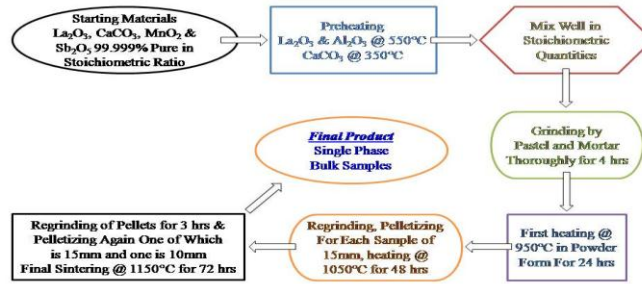 Starting Materials
La₂O₃, CaCO₃, MnO₂ &
Sb₂O₅ 99.999% Pure in
Stoichiometric Ratio
Preheating
La₂O₃ & Al₂O₃ @ 550°C
CaCO₃ @ 350°C
Mix Well in
Stoichiometric
Quantities
Grinding by
Pastel and Mortar
Thoroughly for 4 hrs
First heating @
950°C in Powder
Form For 24 hrs
Regrinding, Pelletizing
For Each Sample of
15mm, heating @
1050°C for 48 hrs
Regrinding of Pellets for 3 hrs &
Pelletizing Again One of Which
is 15mm and one is 10mm
Final Sintering @ 1150°C for 72 hrs
Final Product
Single Phase
Bulk Samples